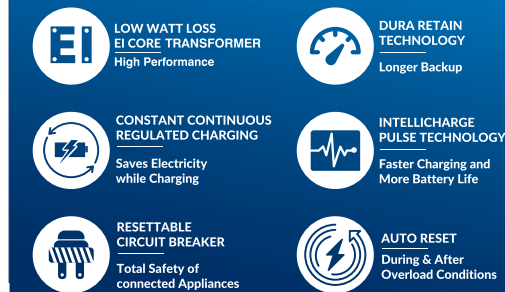 EI
LOW WATT LOSS
EI CORE TRANSFORMER
High Performance
DURA RETAIN
TECHNOLOGY
Longer Backup
CONSTANT CONTINUOUS
REGULATED CHARGING
Saves Electricity
while Charging
INTELLICHARGE
PULSE TECHNOLOGY
Faster Charging and
More Battery Life
RESETTABLE
CIRCUIT BREAKER
Total Safety of
connected Appliances
AUTO RESET
During & After
Overload Conditions